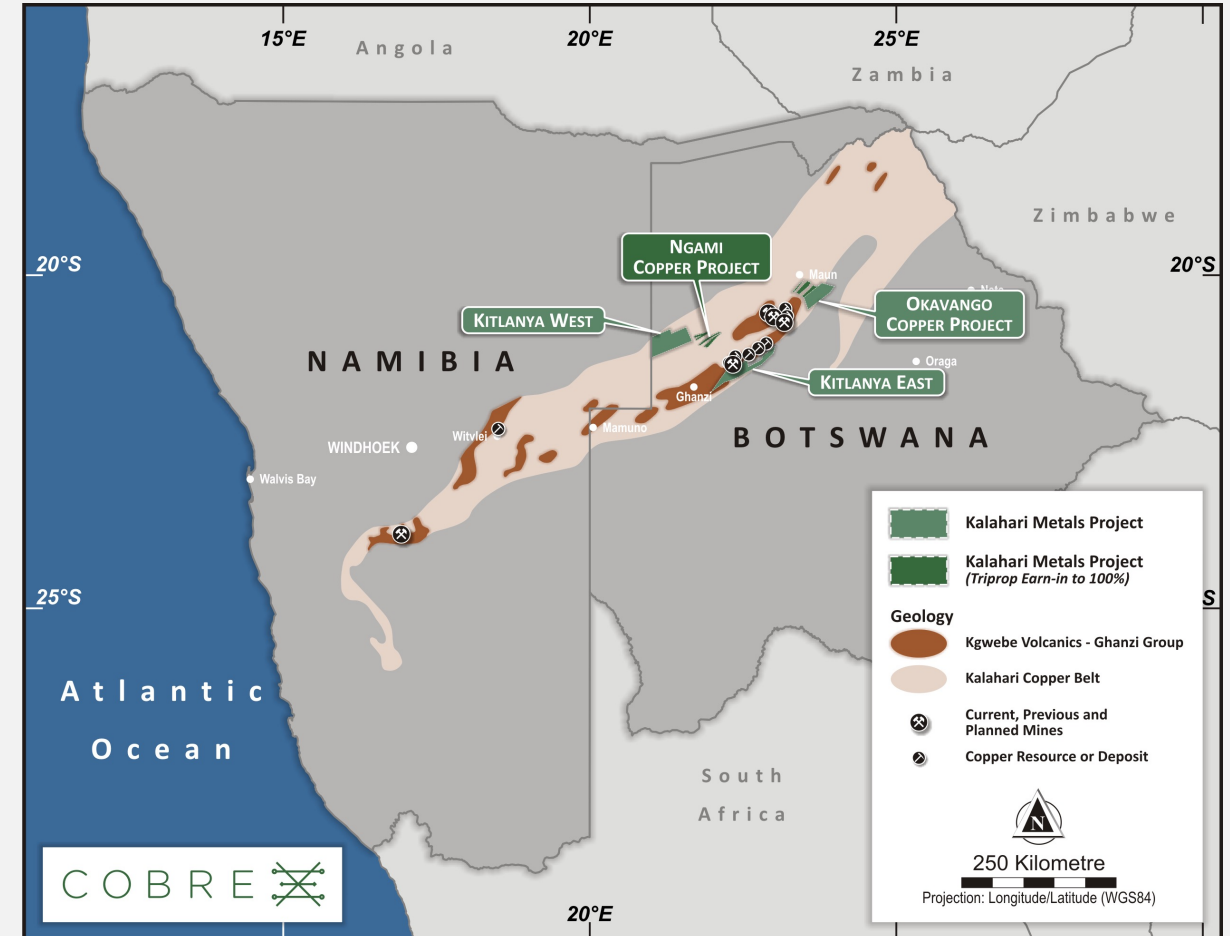 15°E
20°E
25°E
Angola
Zambia
Zimbabwe
20°S
20°S
NGAMI
COPPER PROJECT
Maun
Nata
OKAVANGO
COPPER PROJECT
KITLANYA WEST
NAMIBIA
Oraga
KITLANYA EAST
Ghanzi
Witvlei
Mamuno
WINDHOEK
BOTSWANA
Walvis Bay
25°S
S
Atlantic
Ocean
South
Africa
Kalahari Metals Project
Kalahari Metals Project
(Triprop Earn-in to 100%)
Geology
Kgwebe Volcanics - Ghanzi Group
Kalahari Copper Belt
Current, Previous and
Planned Mines
Copper Resource or Deposit
N
250 Kilometre
Projection: Longitude/Latitude (WGS84)
COBRE
20°E